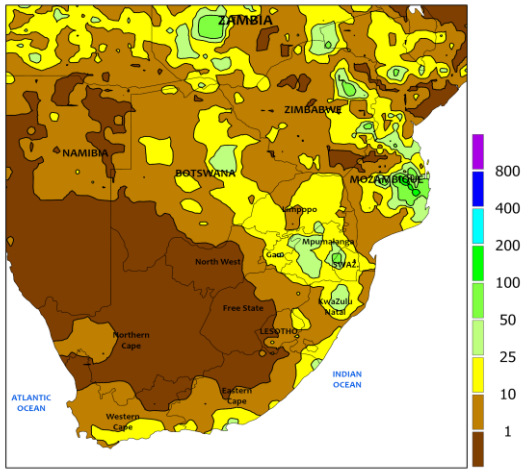 ZAMBIA
ZIMBABWE
NAMIBIA
BOTSWANA
MOZAMBIQUE
Limpopo
Mpumalanga
Gaut
SWAZ.
North West
Free State
KwaZulu
Natal
LESOTHO
Northern
Cape
INDIAN
OCEAN
Eastern
Cape
ATLANTIC
OCEAN
Western
Cape
800
400
200
100
50
25
10
1